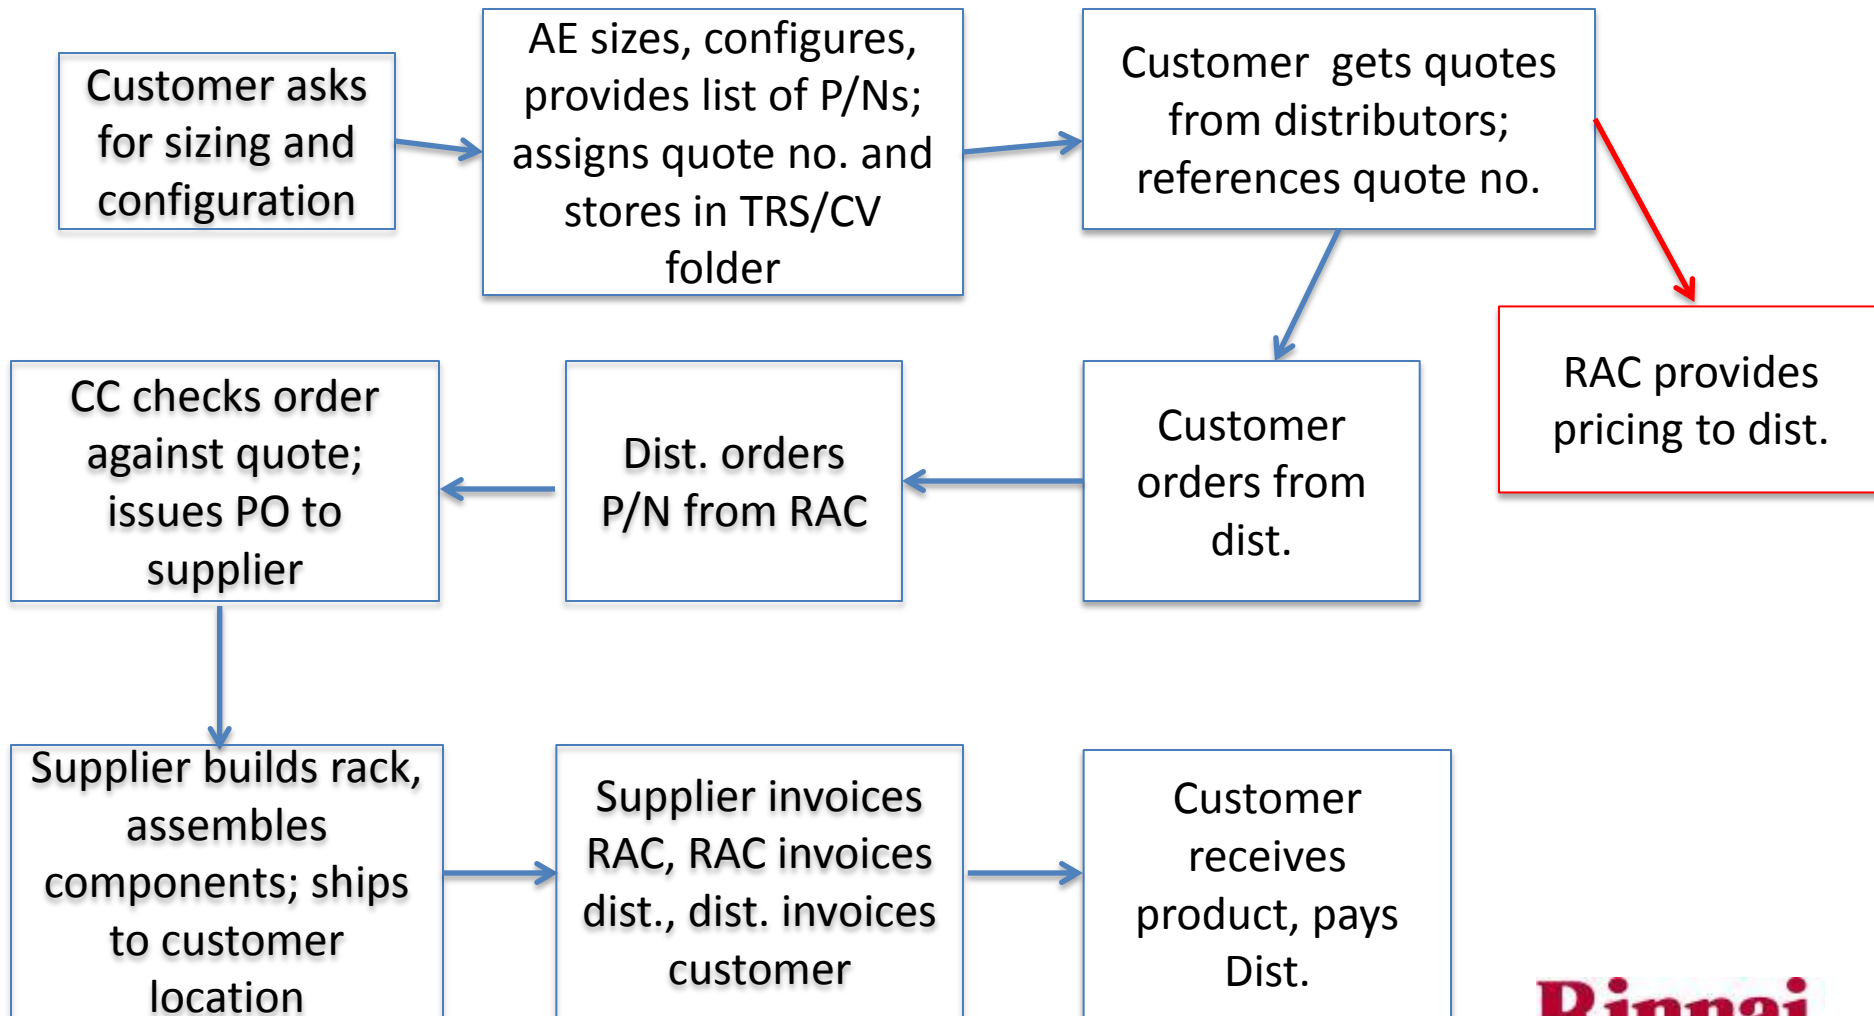 Customer asks
for sizing and
configuration
AE sizes, configures,
provides list of P/Ns;
assigns quote no. and
stores in TRS/CV
folder
Customer gets quotes
from distributors;
references quote no.
RAC provides
pricing to dist.
CC checks order
against quote;
issues PO to
supplier
Dist. orders
P/N from RAC
Customer
orders from
dist.
Supplier builds rack,
assembles
components; ships
to customer
location
Supplier invoices
RAC, RAC invoices
dist., dist. invoices
customer
Customer
receives
product, pays
Dist.
Rinnai